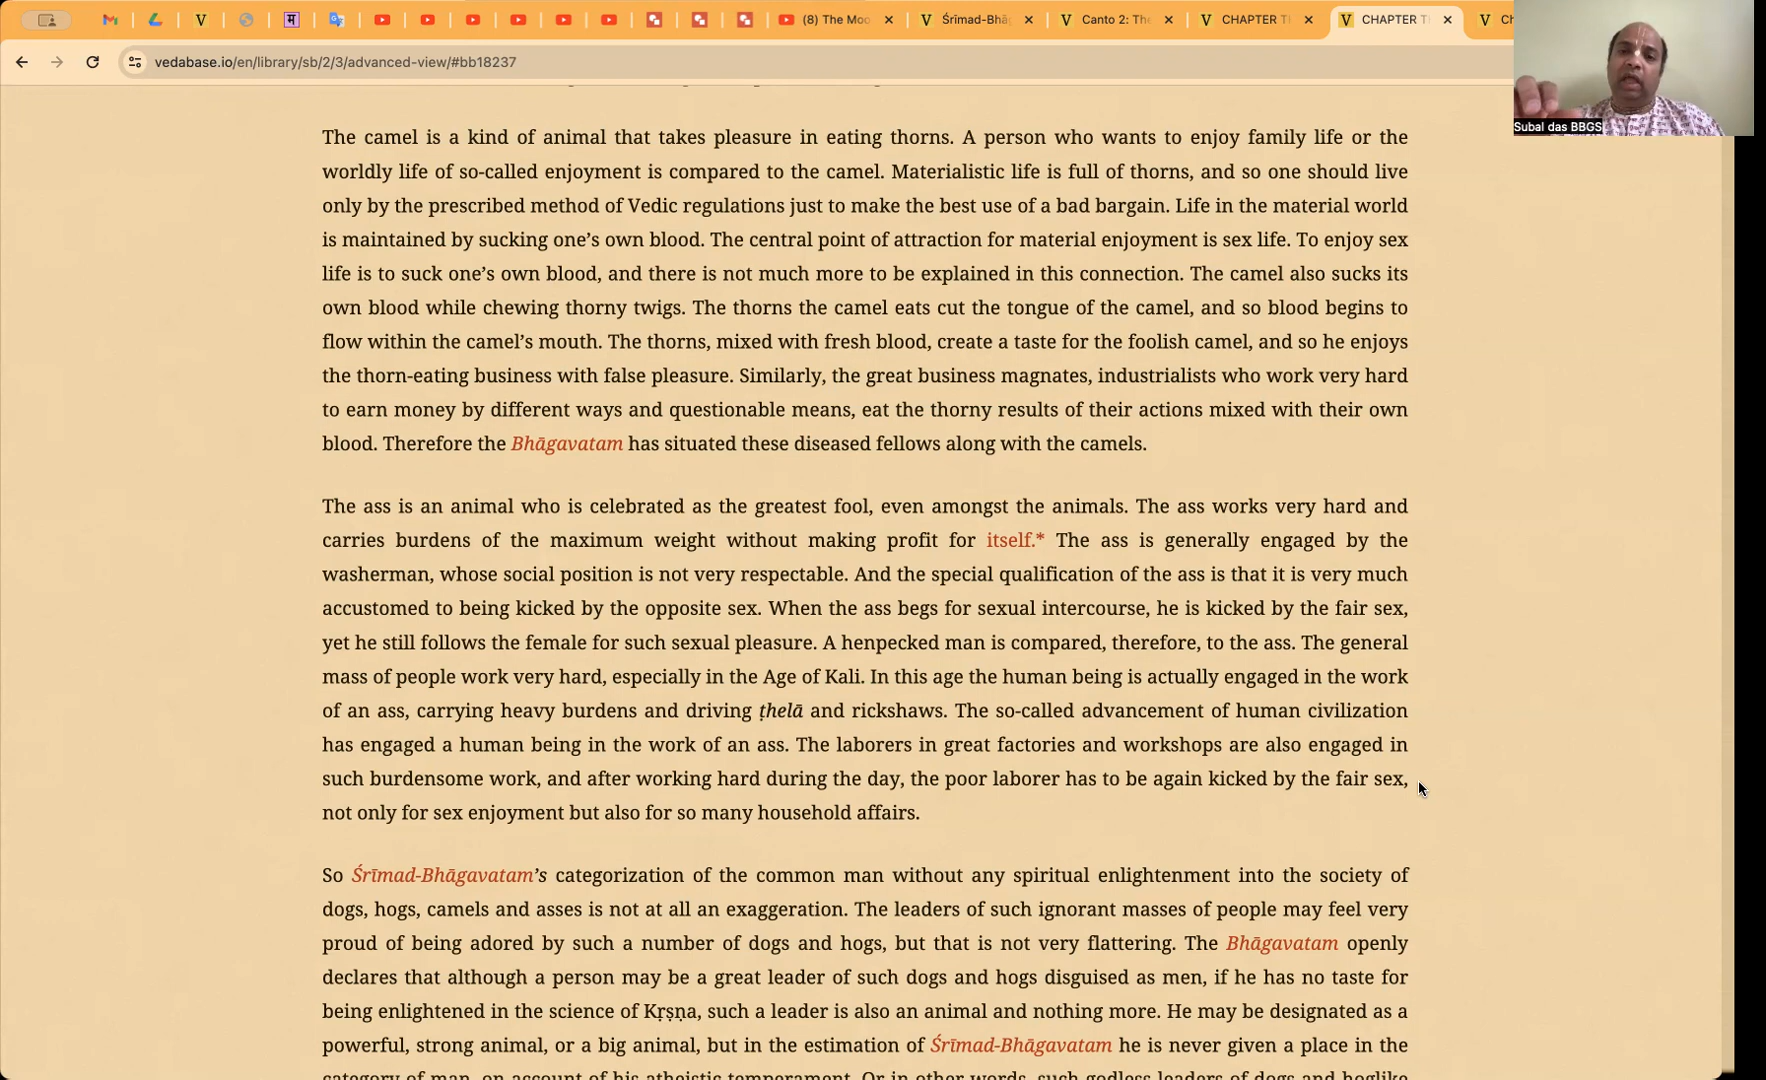 (8) The Moo
Śrīmad-Bhāg
Canto 2: The
CHAPTER T
CHAPTER T
vedabase.io/en/library/sb/2/3/advanced-view/#bb18237
Subal das BBGS
The camel is a kind of animal that takes pleasure in eating thorns. A person who wants to enjoy family life or the
worldly life of so-called enjoyment is compared to the camel. Materialistic life is full of thorns, and so one should live
only by the prescribed method of Vedic regulations just to make the best use of a bad bargain. Life in the material world
is maintained by sucking one’s own blood. The central point of attraction for material enjoyment is sex life. To enjoy sex
life is to suck one’s own blood, and there is not much more to be explained in this connection. The camel also sucks its
own blood while chewing thorny twigs. The thorns the camel eats cut the tongue of the camel, and so blood begins to
flow within the camel’s mouth. The thorns, mixed with fresh blood, create a taste for the foolish camel, and so he enjoys
the thorn-eating business with false pleasure. Similarly, the great business magnates, industrialists who work very hard
to earn money by different ways and questionable means, eat the thorny results of their actions mixed with their own
blood. Therefore the Bhāgavatam has situated these diseased fellows along with the camels.
The ass is an animal who is celebrated as the greatest fool, even amongst the animals. The ass works very hard and
carries burdens of the maximum weight without making profit for itself.* The ass is generally engaged by the
washerman, whose social position is not very respectable. And the special qualification of the ass is that it is very much
accustomed to being kicked by the opposite sex. When the ass begs for sexual intercourse, he is kicked by the fair sex,
yet he still follows the female for such sexual pleasure. A henpecked man is compared, therefore, to the ass. The general
mass of people work very hard, especially in the Age of Kali. In this age the human being is actually engaged in the work
of an ass, carrying heavy burdens and driving ṭhelā and rickshaws. The so-called advancement of human civilization
has engaged a human being in the work of an ass. The laborers in great factories and workshops are also engaged in
such burdensome work, and after working hard during the day, the poor laborer has to be again kicked by the fair sex,
not only for sex enjoyment but also for so many household affairs.
So Śrīmad-Bhāgavatam’s categorization of the common man without any spiritual enlightenment into the society of
dogs, hogs, camels and asses is not at all an exaggeration. The leaders of such ignorant masses of people may feel very
proud of being adored by such a number of dogs and hogs, but that is not very flattering. The Bhāgavatam openly
declares that although a person may be a great leader of such dogs and hogs disguised as men, if he has no taste for
being enlightened in the science of Kṛṣṇa, such a leader is also an animal and nothing more. He may be designated as a
powerful, strong animal, or a big animal, but in the estimation of Śrīmad-Bhāgavatam he is never given a place in the
category of man, on account of his atheistic temperament. Or in other words, such godless leaders of dogs and hoglike